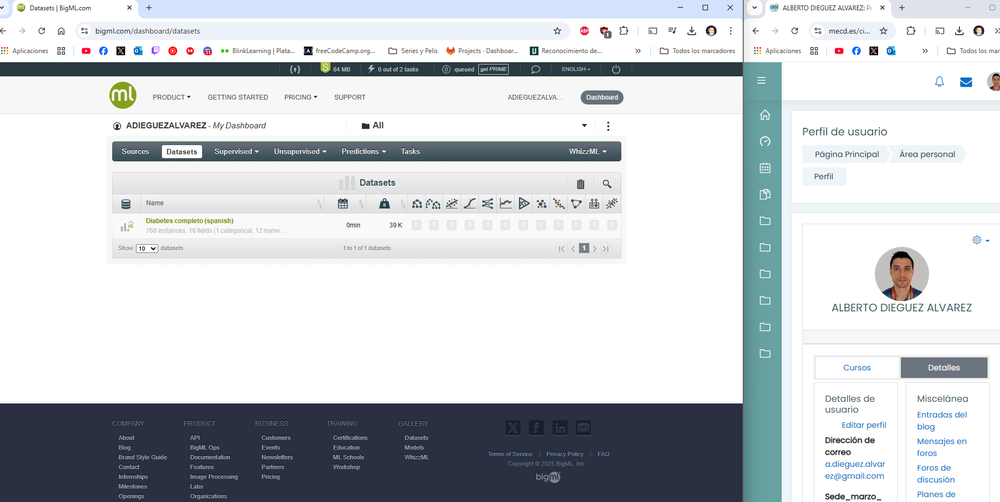 Datasets | BigML.com
bigml.com/dashboard/datasets
ABP
1
Aplicaciones
11
BlinkLearning | Plata...
freeCodeCamp.org...
Series y Pelis
Projects · Dashboar...
Reconocimiento de...
Todos los marcadores
S 64 MB
0 out of 2 tasks
0 queued get PRIME
ENGLISH
ml
PRODUCT
GETTING STARTED
PRICING
SUPPORT
ADIEGUEZALVA...
Dashboard
ADIEGUEZALVAREZ - My Dashboard
All
Sources
Datasets
Supervised
Unsupervised
Predictions
Tasks
WhizzML
Datasets
Name
B
Diabetes completo (spanish)
768 instances, 16 fields (1 categorical, 12 nume...
0min
39 K
0 0 0 0 0 0 0 0 0 0 0 0
Show 10 datasets
1 to 1 of 1 datasets
1
COMPANY
About
Blog
Brand Style Guide
Contact
Internships
Milestones
Openings
PRODUCT
API
BigML Ops
Documentation
Features
Image Processing
Labs
Organizations
BUSINESS
Customers
Events
Newsletters
Partners
Pricing
TRAINING
Certifications
Education
ML Schools
Workshop
GALLERY
Datasets
Models
WhizzML
Terms of Service
Privacy Policy
FAQ
Copyright © 2025 BigML, Inc.
bigml
ALBERTO DIEGUEZ ALVAREZ: Pe
mecd.es/ci...
Aplicaciones
Todos los mar
Perfil de usuario
Página Principal
Área personal
Perfil
ALBERTO DIEGUEZ ALVAREZ
Cursos
Detalles
Detalles de
usuario
Editar perfil
Dirección de
correo
a.dieguez.alvar
ez@gmail.com
Sede_marzo_
Miscelánea
Entradas del
blog
Mensajes en
foros
Foros de
discusión
Planes de